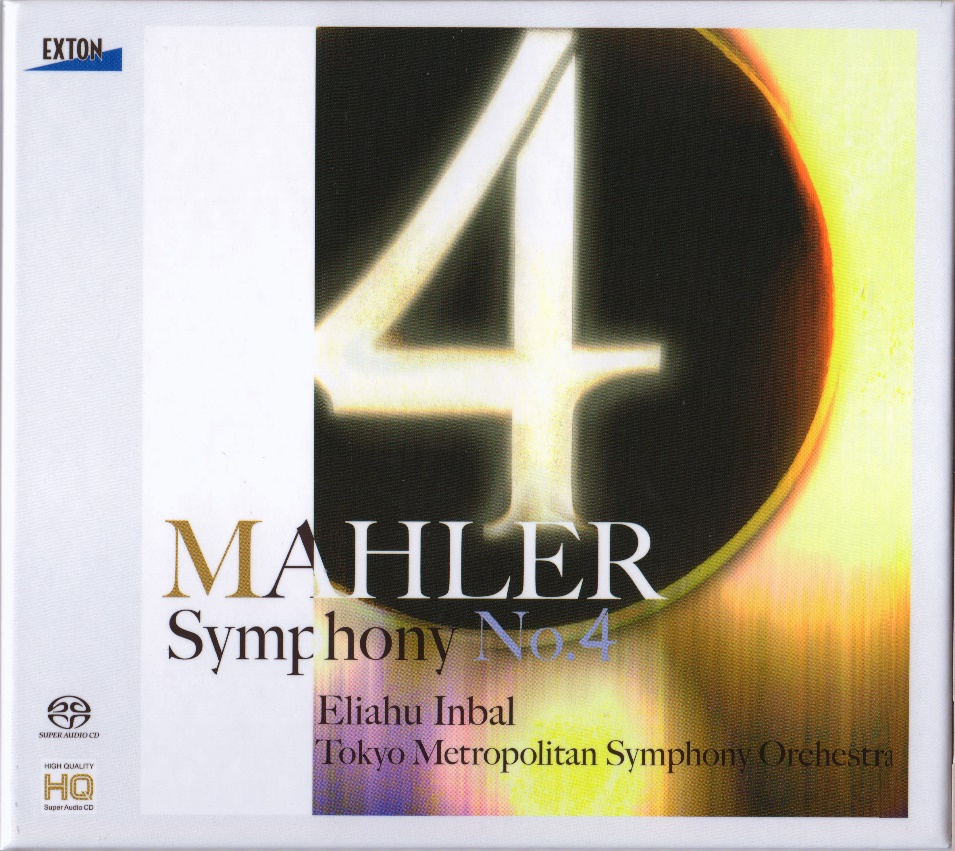 EXTON
4
MAHLER
Symphony No.4
Eliahu Inbal
Tokyo Metropolitan Symphony Orchestra
SUPER AUDIO CD
HIGH QUALITY
HQ
Super Audio CD